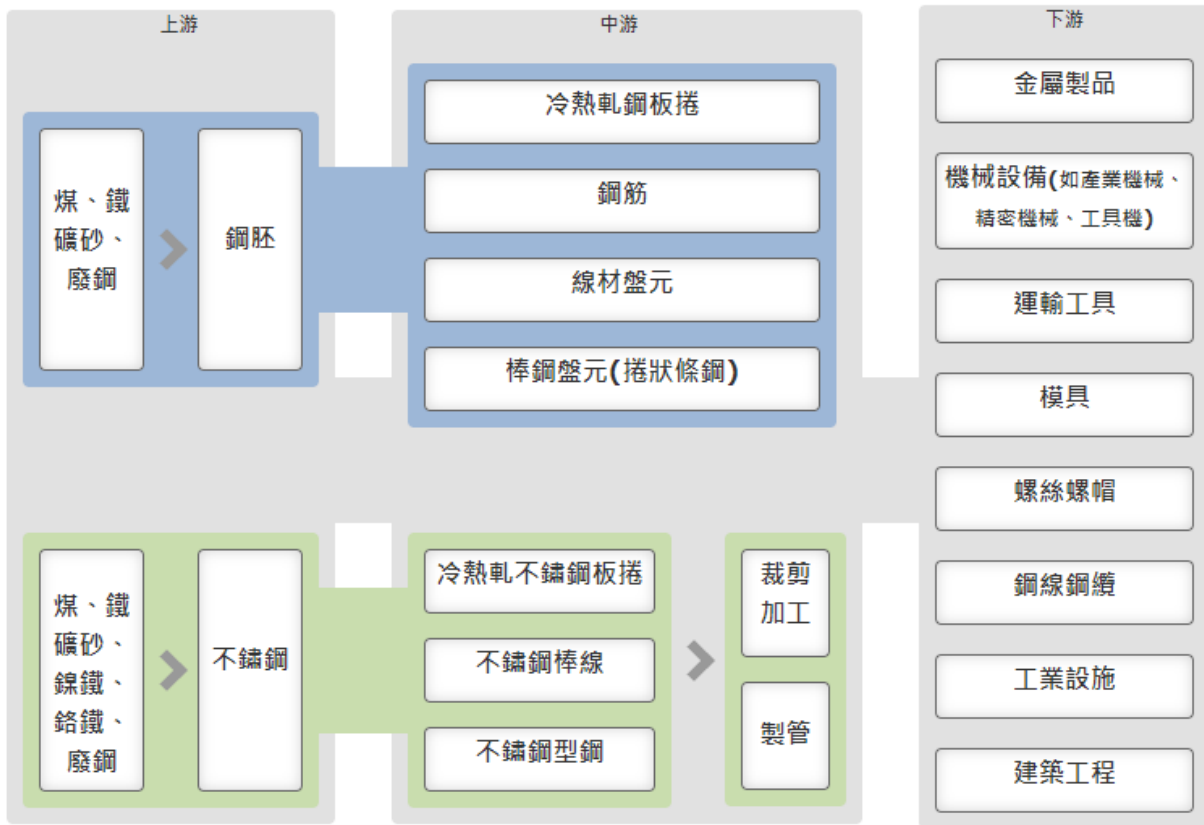 上游
煤、鐵
礦砂、
廢鋼
鋼胚
煤、鐵
礦砂、
鎳鐵、
鉻鐵、
廢鋼
不鏽鋼
中游
冷熱軋鋼板捲
鋼筋
線材盤元
棒鋼盤元(捲狀條鋼)
冷熱軋不鏽鋼板捲
不鏽鋼棒線
不鏽鋼型鋼
裁剪
加工
製管
下游
金屬製品
機械設備(如產業機械、
精密機械、工具機)
運輸工具
模具
螺絲螺帽
鋼線鋼纜
工業設施
建築工程